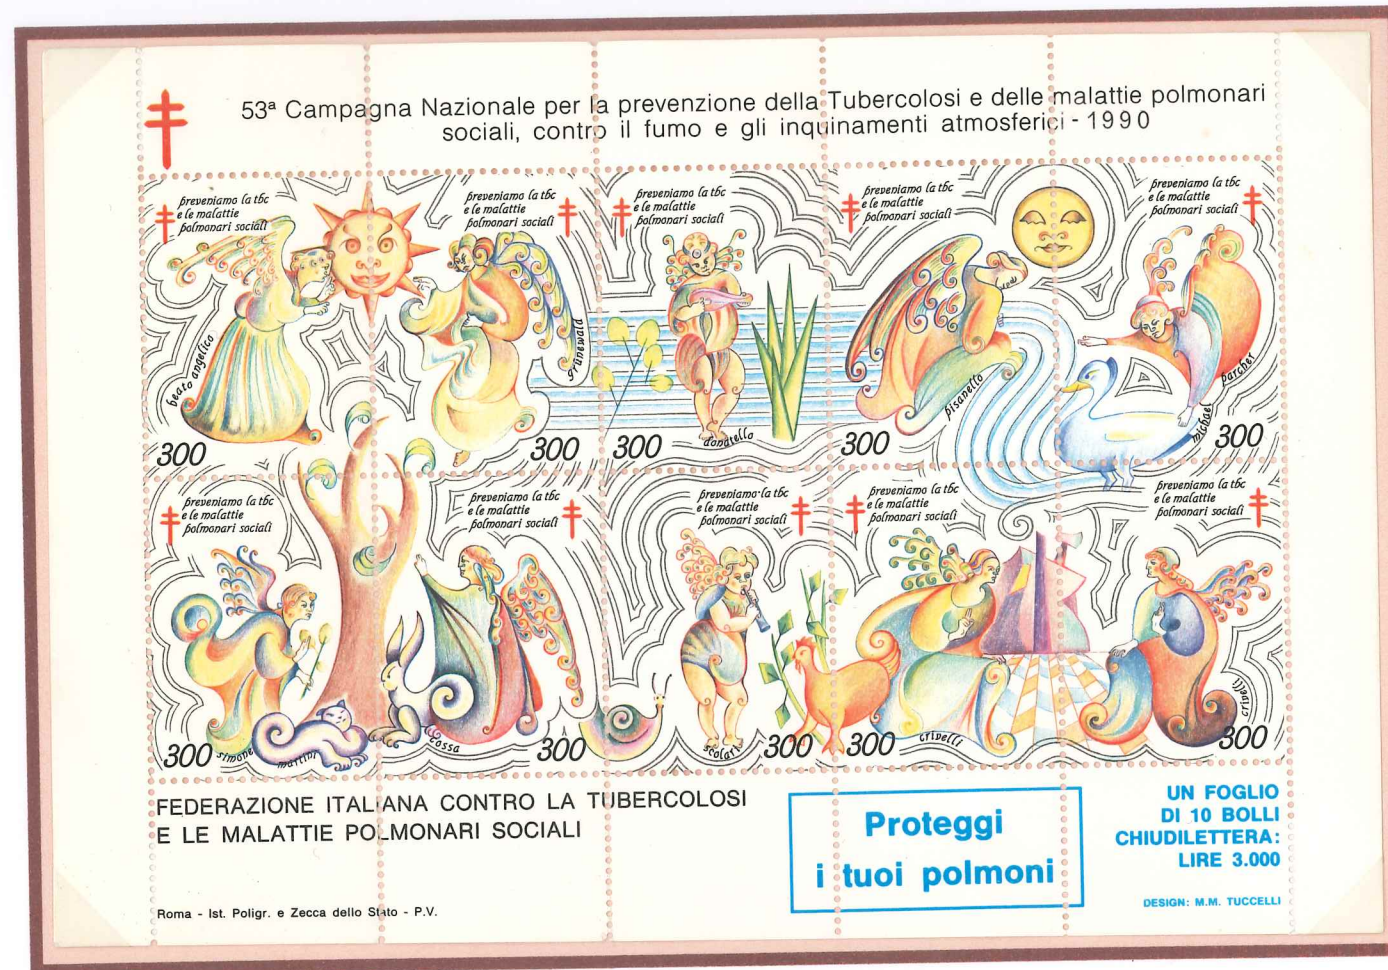 53ª Campagna Nazionale per la prevenzione della Tubercolosi e delle malattie polmonari
sociali, contro il fumo e gli inquinamenti atmosferici - 1990
preveniamo la tbc
e le malattie
polmonari sociali
beato angelico
300
preveniamo la tbc
e le malattie
polmonari sociali
grünewald
300
preveniamo la tbc
e le malattie
polmonari sociali
donatello
300
preveniamo la tbc
e le malattie
polmonari sociali
pisanello
300
preveniamo la tbc
e le malattie
polmonari sociali
michael parcher
300
preveniamo la tbc
e le malattie
polmonari sociali
simone martini
300
preveniamo la tbc
e le malattie
polmonari sociali
cossa
300
preveniamo la tbc
e le malattie
polmonari sociali
scolari
300
preveniamo la tbc
e le malattie
polmonari sociali
crivelli
300
preveniamo la tbc
e le malattie
polmonari sociali
crivelli
300
FEDERAZIONE ITALIANA CONTRO LA TUBERCOLOSI
E LE MALATTIE POLMONARI SOCIALI
Roma - Ist. Poligr. e Zecca dello Stato - P.V.
Proteggi
i tuoi polmoni
UN FOGLIO
DI 10 BOLLI
CHIUDILETTERA:
LIRE 3.000
DESIGN: M.M. TUCCELLI